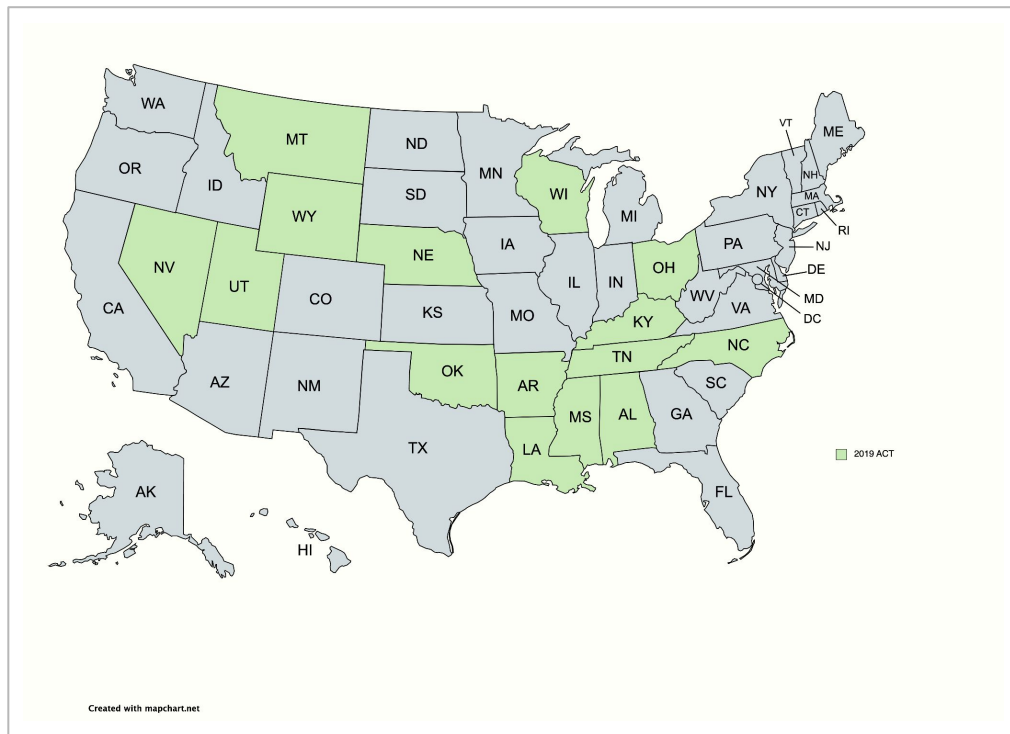 WA
MT
ND
MN
ME
VT
OR
ID
SD
WI
NH
MA
NY
CT
RI
WY
MI
IA
PA
NJ
NE
OH
DE
NV
UT
CO
IL
IN
WV
MD
CA
KS
MO
VA
DC
KY
NC
TN
OK
AZ
NM
AR
SC
MS
AL
GA
TX
LA
2019 ACT
AK
FL
HI
Created with mapchart.net